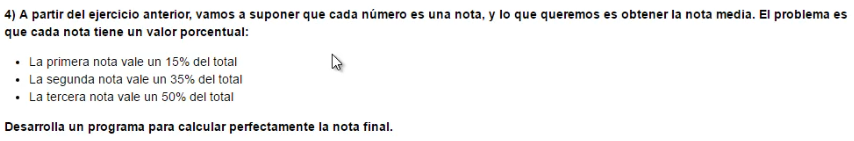 4) A partir del ejercicio anterior, vamos a suponer que cada número es una nota, y lo que queremos es obtener la nota media. El problema es
que cada nota tiene un valor porcentual:
• La primera nota vale un 15% del total
• La segunda nota vale un 35% del total
• La tercera nota vale un 50% del total
Desarrolla un programa para calcular perfectamente la nota final.